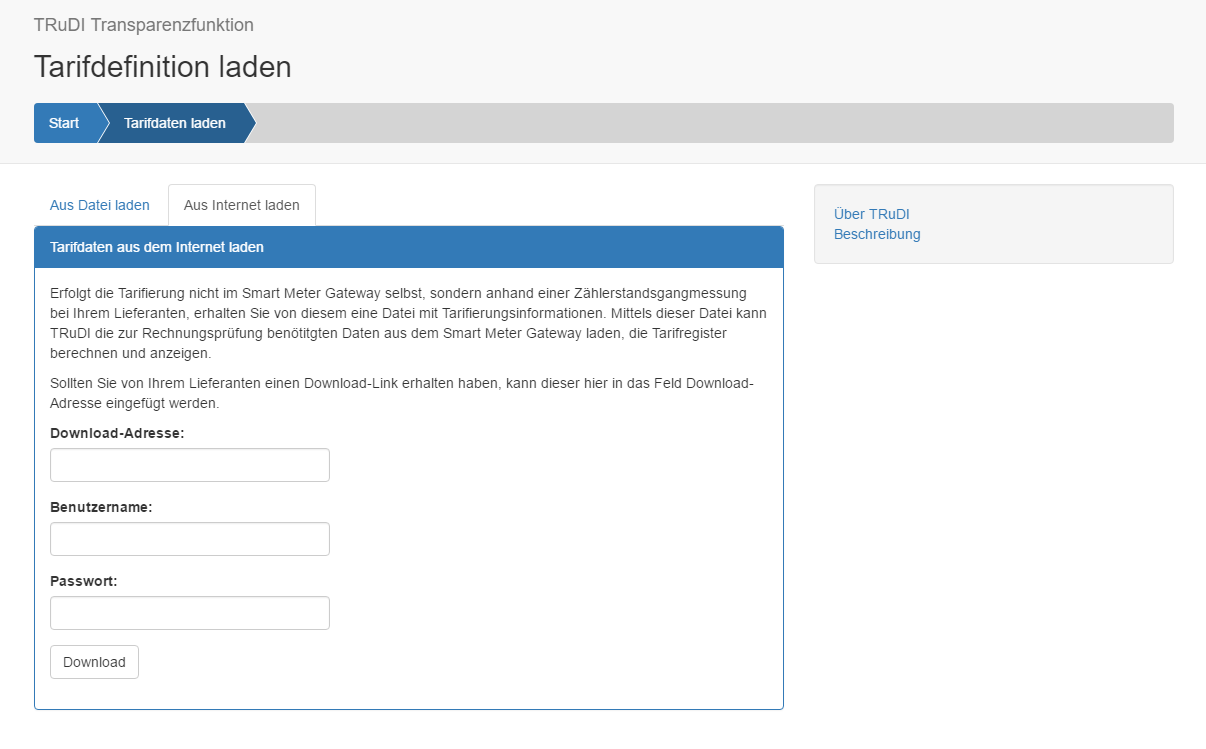 TRuDI Transparenzfunktion
Tarifdefinition laden
Start
Tarifdaten laden
Aus Datei laden
Aus Internet laden
Tarifdaten aus dem Internet laden
Erfolgt die Tarifierung nicht im Smart Meter Gateway selbst, sondern anhand einer Zählerstandsgangmessung
bei Ihrem Lieferanten, erhalten Sie von diesem eine Datei mit Tarifierungsinformationen. Mittels dieser Datei kann
TRuDI die zur Rechnungsprüfung benötitgten Daten aus dem Smart Meter Gateway laden, die Tarifregister
berechnen und anzeigen.
Sollten Sie von Ihrem Lieferanten einen Download-Link erhalten haben, kann dieser hier in das Feld Download-
Adresse eingefügt werden.
Download-Adresse:
Benutzername:
Passwort:
Download
Über TRuDI
Beschreibung